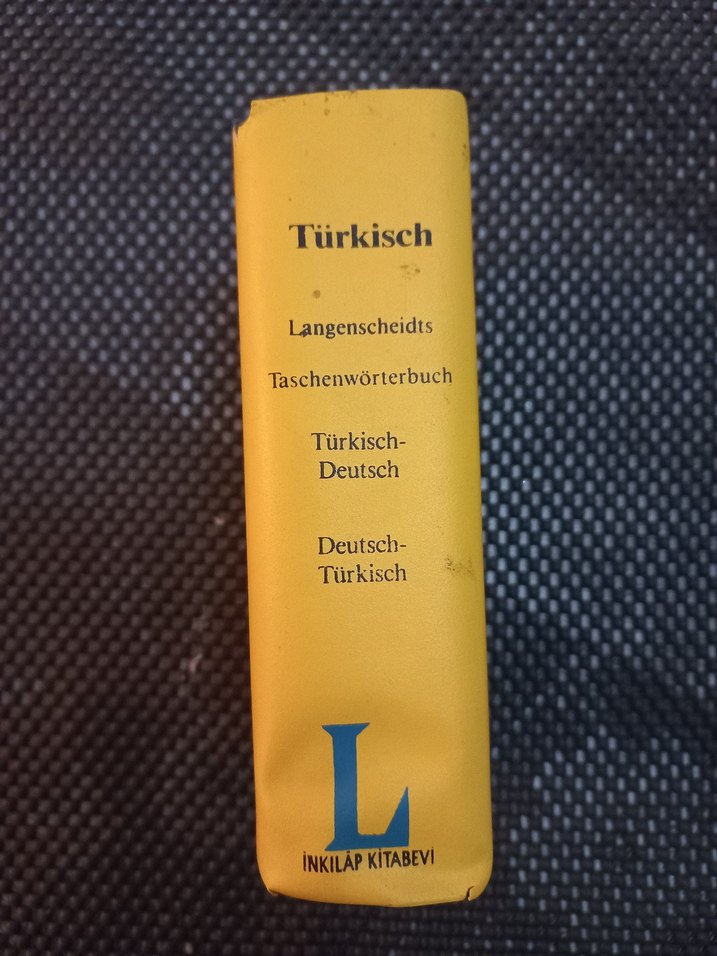 Türkisch
Langenscheidts
Taschenwörterbuch
Türkisch-
Deutsch
Deutsch-
Türkisch
L
İNKILÂP KİTABEVİ